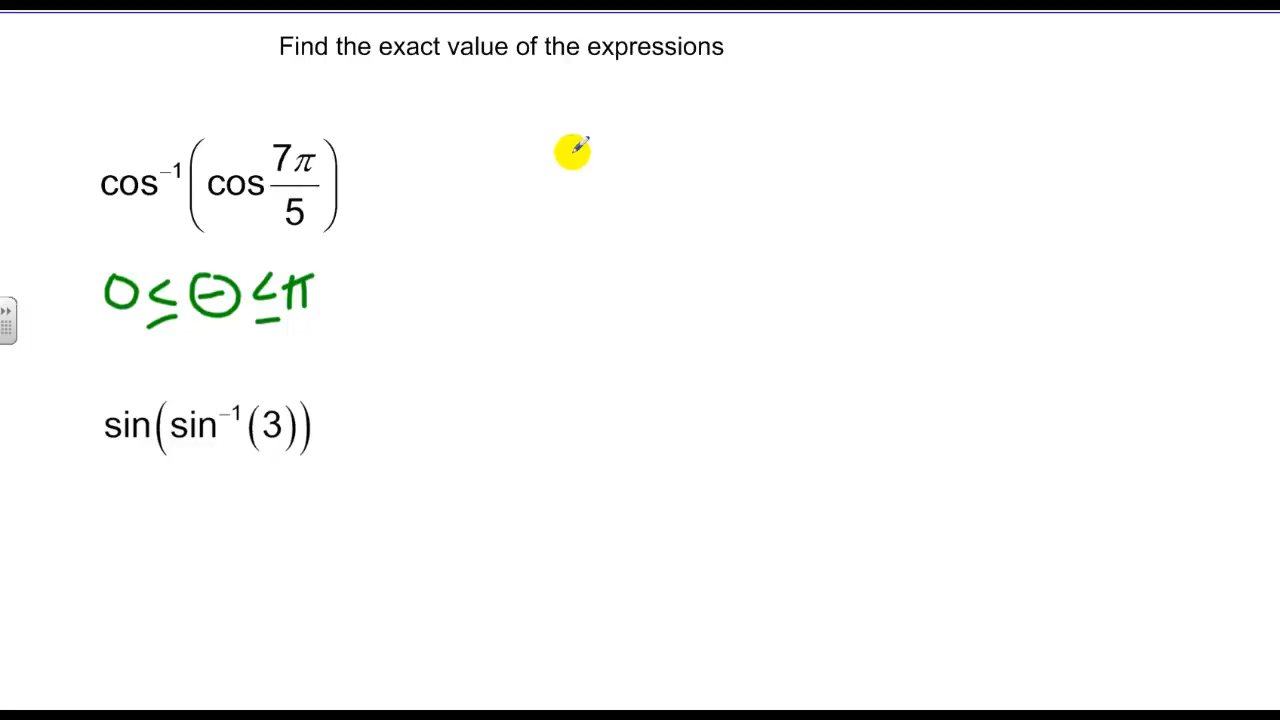 Find the exact value of the expressions
cos⁻¹(cos 7π/5)
0 ≤ Θ ≤ π
sin(sin⁻¹(3))